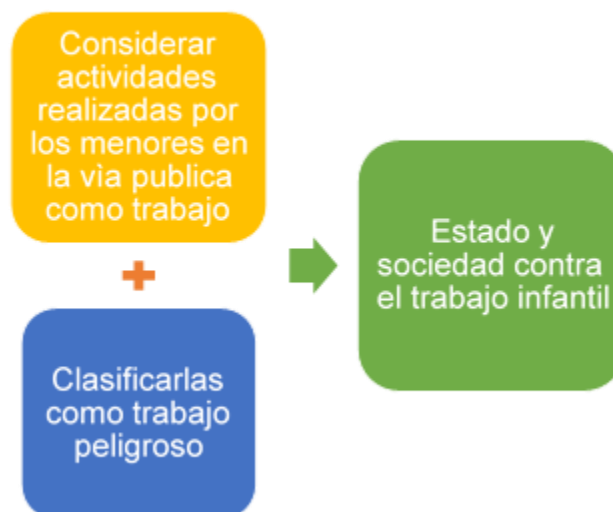 Considerar
actividades
realizadas por
los menores en
la vìa publica
como trabajo
Clasificarlas
como trabajo
peligroso
Estado y
sociedad contra
el trabajo infantil